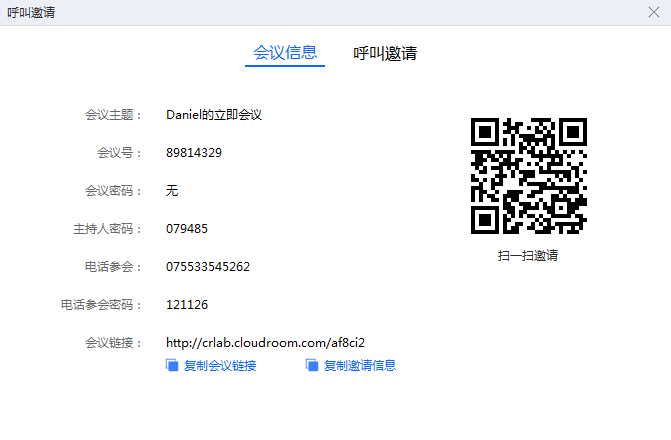 呼叫邀请
会议信息 呼叫邀请
会议主题： Daniel的立即会议
会议号： 89814329
会议密码： 无
主持人密码： 079485
电话参会： 075533545262
电话参会密码： 121126
会议链接： http://crlab.cloudroom.com/af8ci2
复制会议链接 复制邀请信息
扫一扫邀请